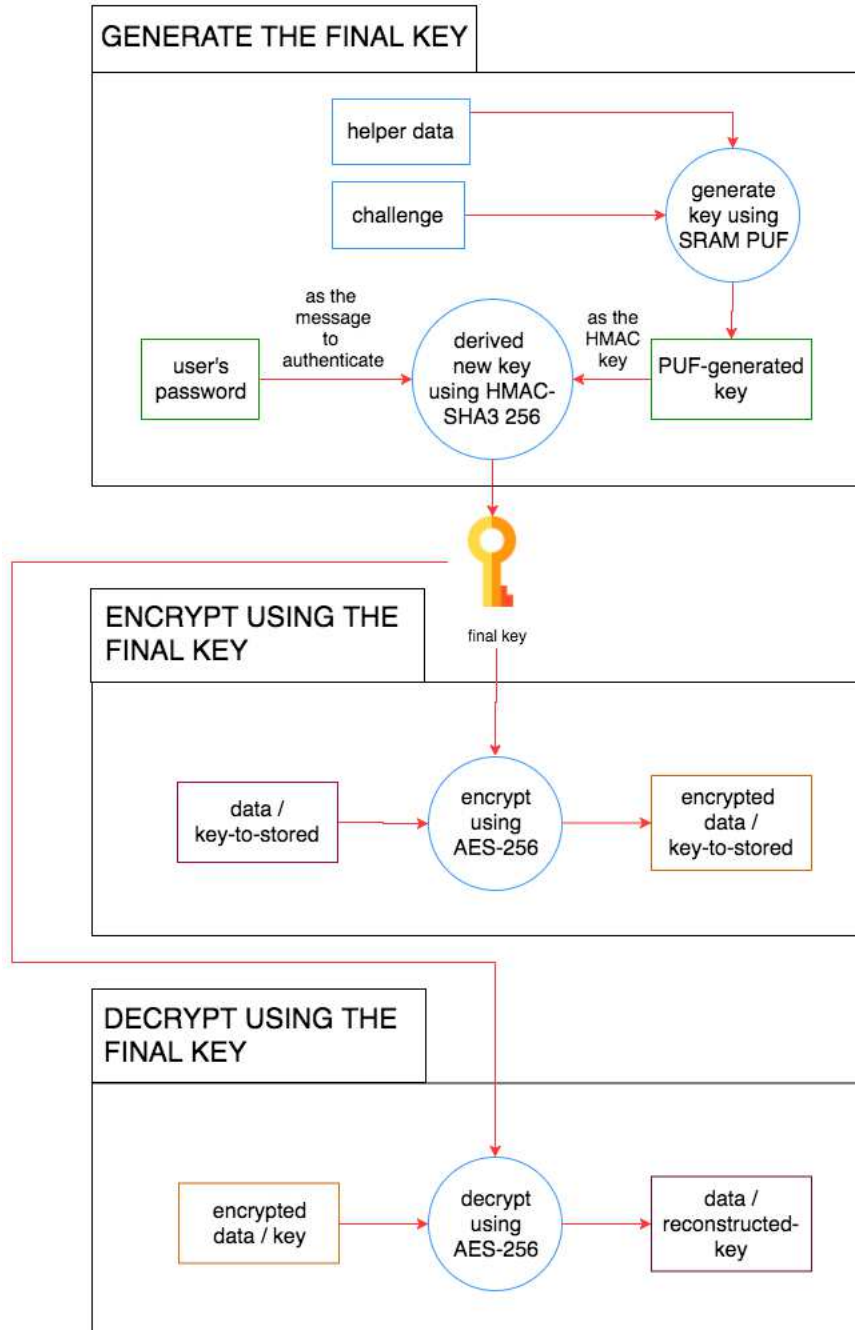 GENERATE THE FINAL KEY
helper data
challenge
generate
key using
SRAM PUF
as the
message
to
authenticate
as the
HMAC
key
user's
password
derived
new key
using HMAC-
SHA3 256
PUF-generated
key
final key
ENCRYPT USING THE
FINAL KEY
data /
key-to-stored
encrypt
using
AES-256
encrypted
data /
key-to-stored
DECRYPT USING THE
FINAL KEY
encrypted
data / key
decrypt
using
AES-256
data /
reconstructed-
key